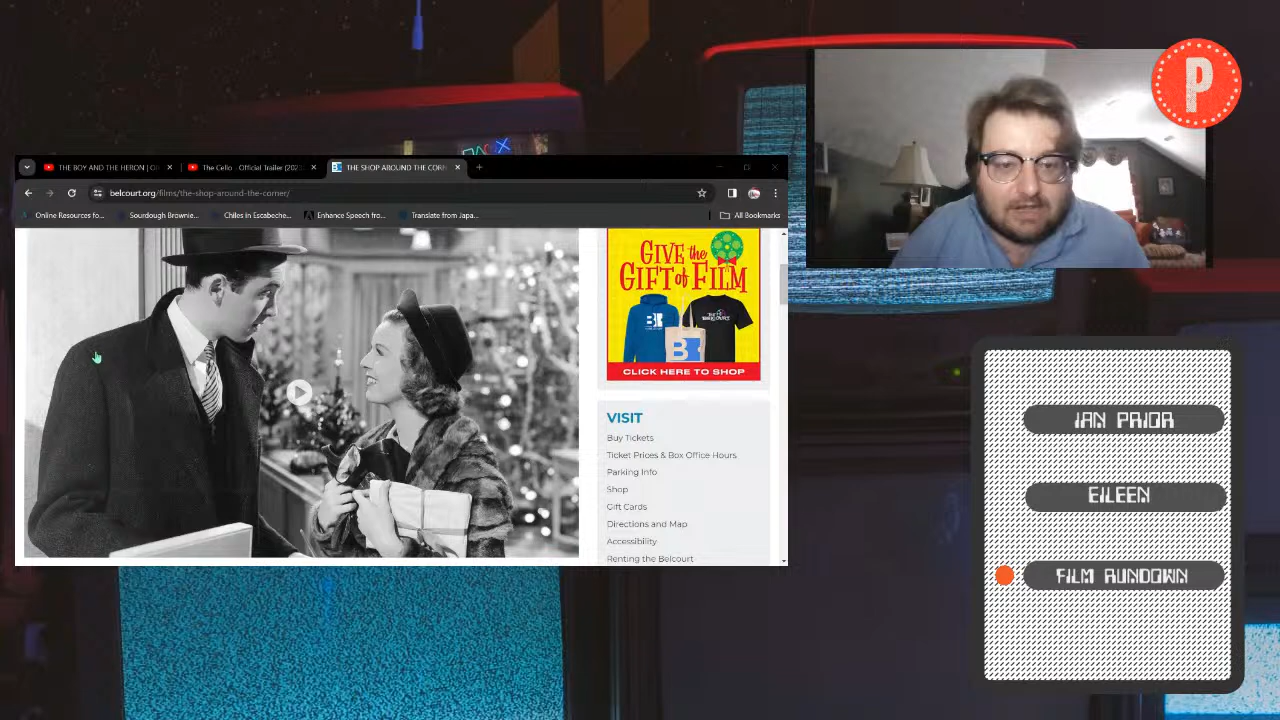 P
THE BOY AND THE HERON | O
The Cello - Official Trailer (202
THE SHOP AROUND THE CORN
belcourt.org/films/the-shop-around-the-corner/
Online Resources fo...
Sourdough Brownie...
Chiles in Escabeche...
Enhance Speech fro...
Translate from Japa...
All Bookmarks
GIVE the
GIFT of FILM
B
CLICK HERE TO SHOP
VISIT
Buy Tickets
Ticket Prices & Box Office Hours
Parking Info
Shop
Gift Cards
Directions and Map
Accessibility
Renting the Belcourt
IAN PRIOR
EILEEN
FILM RUNDOWN